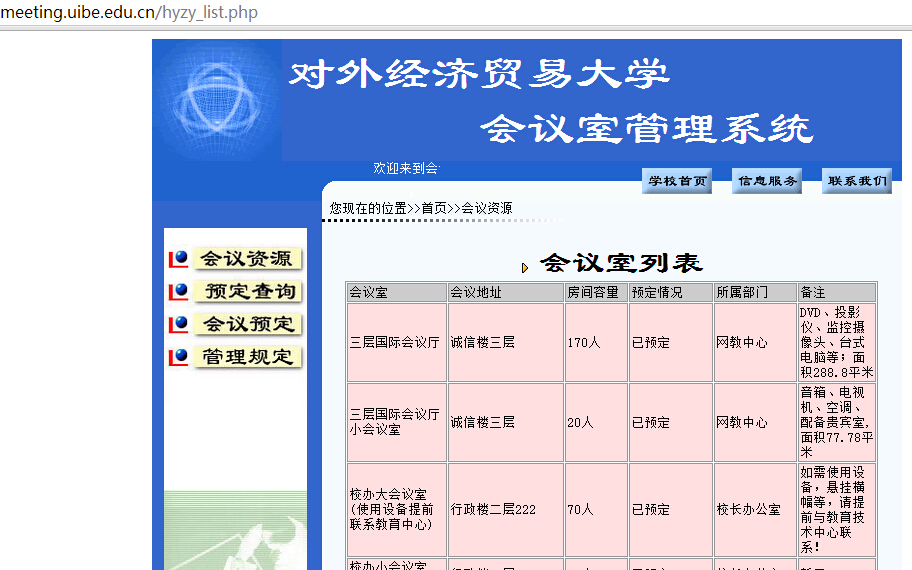 meeting.uibe.edu.cn/hyzy_list.php
对外经济贸易大学
会议室管理系统
欢迎来到会
学校首页 信息服务 联系我们
您现在的位置>>首页>>会议资源
会议资源
预定查询
会议预定
管理规定
会议室列表
会议室 会议地址 房间容量 预定情况 所属部门 备注
三层国际会议厅 诚信楼三层 170人 已预定 网教中心
DVD、投影
仪、监控摄
像头、台式
电脑等；面
积288.8平米
三层国际会议厅
小会议室
诚信楼三层 20人 已预定 网教中心
音箱、电视
机、空调、
配备贵宾室,
面积77.78平
米
校办大会议室
(使用设备提前
联系教育中心)
行政楼二层222 70人 已预定 校长办公室
如需使用设
备，悬挂横
幅等，请提
前与教育技
术中心联
系！
校办小会议室